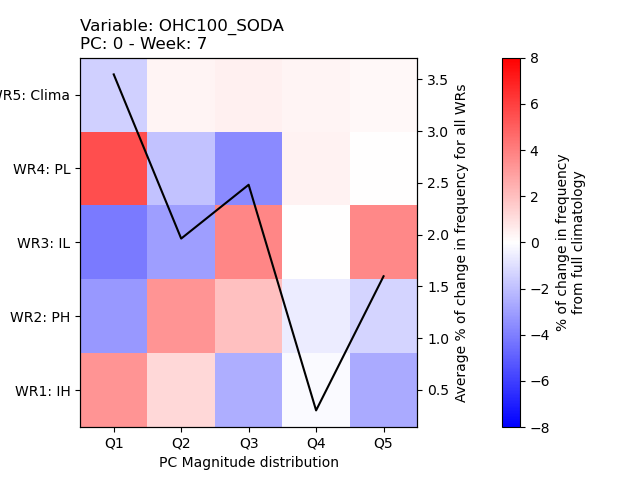 Variable: OHC100_SODA
PC: 0 - Week: 7
WR5: Clima
WR4: PL
WR3: IL
WR2: PH
WR1: IH
Q1 Q2 Q3 Q4 Q5
PC Magnitude distribution
3.5
3.0
2.5
2.0
1.5
1.0
0.5
Average % of change in frequency for all WRs
8
6
4
2
0
−2
−4
−6
−8
% of change in frequency
from full climatology